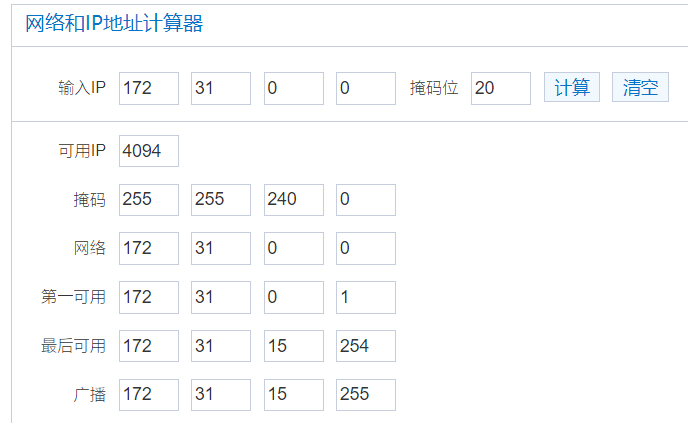 网络和IP地址计算器
输入IP 172 31 0 0 掩码位 20 计算 清空
可用IP 4094
掩码 255 255 240 0
网络 172 31 0 0
第一可用 172 31 0 1
最后可用 172 31 15 254
广播 172 31 15 255